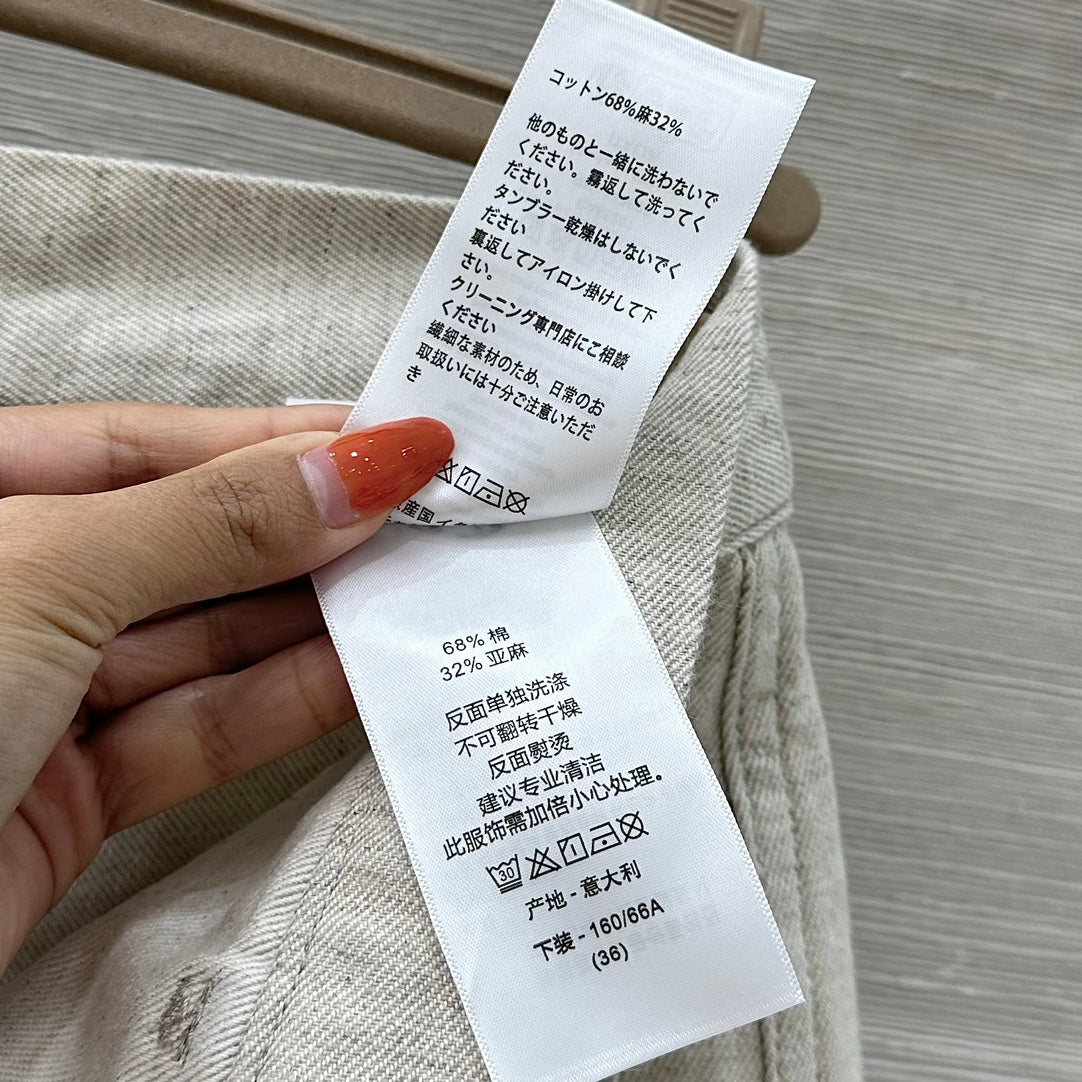 コットン68%麻32%
他のものと一緒に洗わないで
ください。霧返して洗ってく
ださい。
タンブラー乾燥はしないでく
ださい
裏返してアイロン掛けして下
さい。
クリーニング専門店にご相談
ください
繊細な素材のため、日常のお
取扱いには十分ご注意いただ
き
産国 イ
68% 棉
32% 亚麻
反面单独洗涤
不可翻转干燥
反面熨烫
建议专业清洁
此服饰需加倍小心处理。
30
产地 - 意大利
下装 - 160/66A
(36)